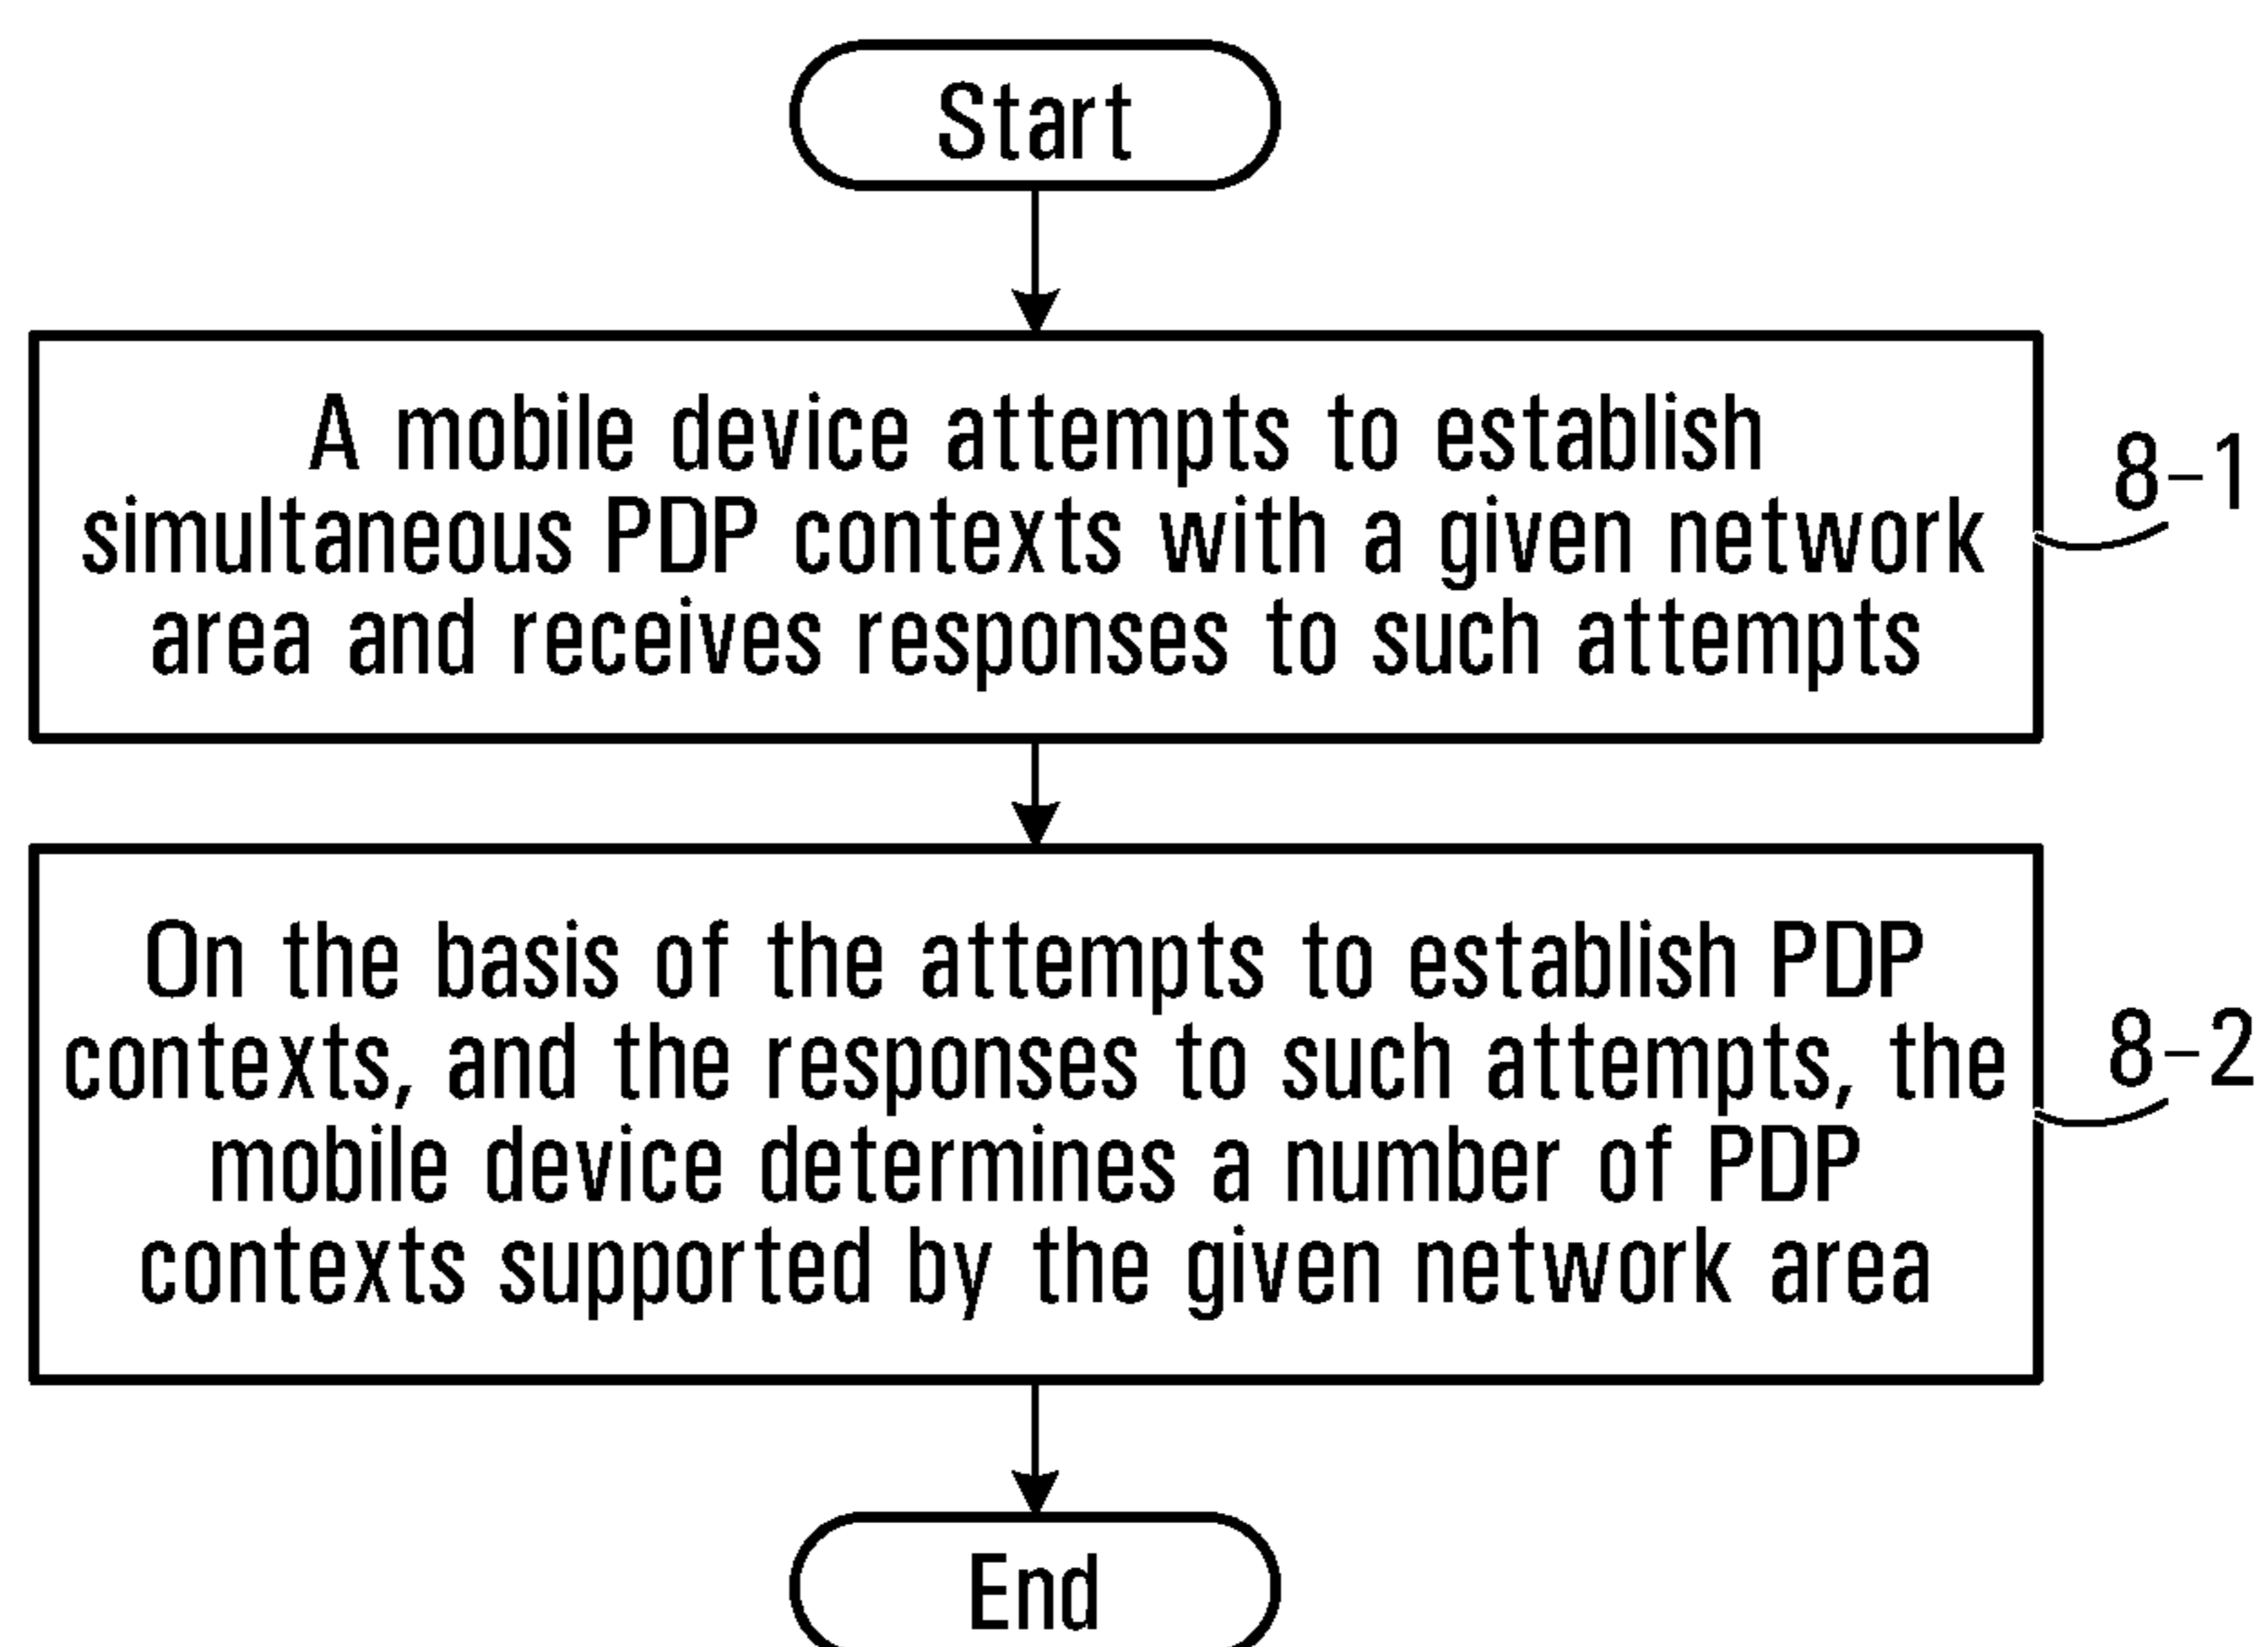 Start
A mobile device attempts to establish
simultaneous PDP contexts with a given network
area and receives responses to such attempts
8-1
On the basis of the attempts to establish PDP
contexts, and the responses to such attempts, the
mobile device determines a number of PDP
contexts supported by the given network area
8-2
End